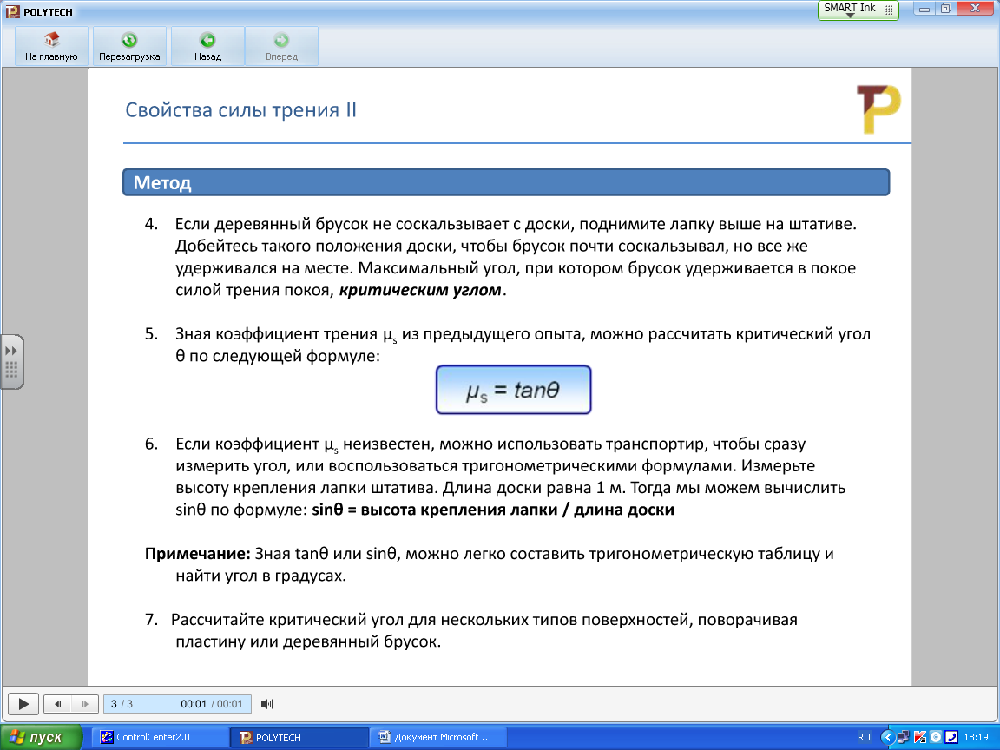 POLYTECH
SMART Ink
На главную
Перезагрузка
Назад
Вперед
Свойства силы трения II
TP
Метод
4. Если деревянный брусок не соскальзывает с доски, поднимите лапку выше на штативе.
Добейтесь такого положения доски, чтобы брусок почти соскальзывал, но все же
удерживался на месте. Максимальный угол, при котором брусок удерживается в покое
силой трения покоя, критическим углом.
5. Зная коэффициент трения μs из предыдущего опыта, можно рассчитать критический угол
θ по следующей формуле:
μs = tanθ
6. Если коэффициент μs неизвестен, можно использовать транспортир, чтобы сразу
измерить угол, или воспользоваться тригонометрическими формулами. Измерьте
высоту крепления лапки штатива. Длина доски равна 1 м. Тогда мы можем вычислить
sinθ по формуле: sinθ = высота крепления лапки / длина доски
Примечание: Зная tanθ или sinθ, можно легко составить тригонометрическую таблицу и
найти угол в градусах.
7. Рассчитайте критический угол для нескольких типов поверхностей, поворачивая
пластину или деревянный брусок.
3 / 3 00:01 / 00:01
пуск
ControlCenter2.0
POLYTECH
Документ Microsoft ...
RU
18:19